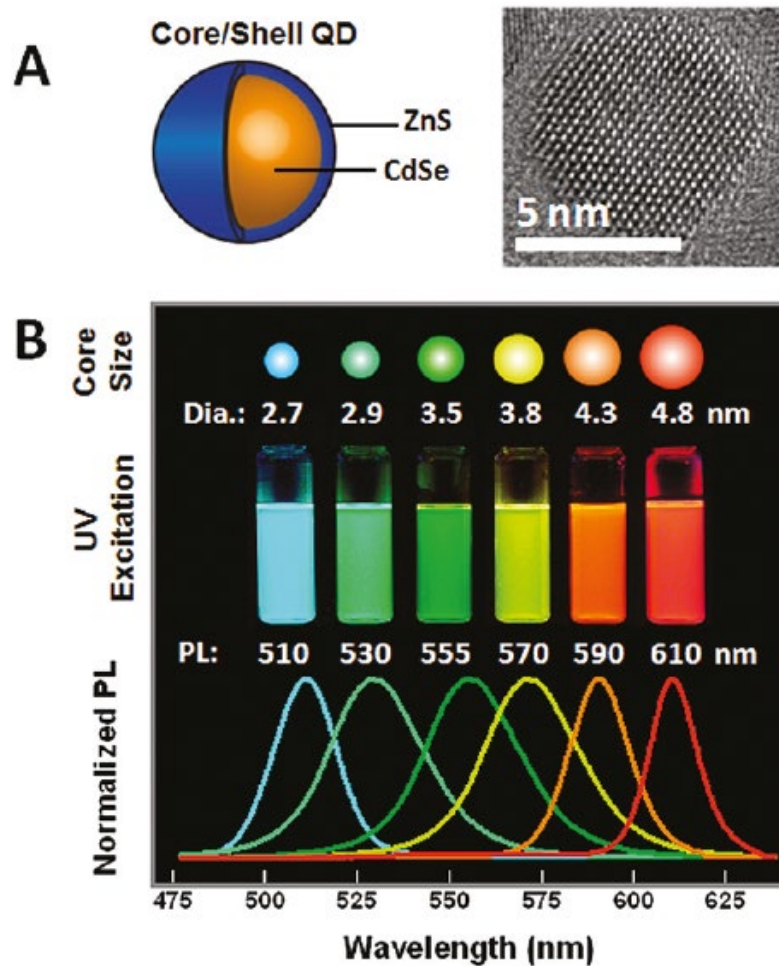 A
Core/Shell QD
ZnS
CdSe
5 nm
B
Core
Size
Dia.: 2.7 2.9 3.5 3.8 4.3 4.8 nm
UV
Excitation
PL: 510 530 555 570 590 610 nm
Normalized PL
475 500 525 550 575 600 625
Wavelength (nm)